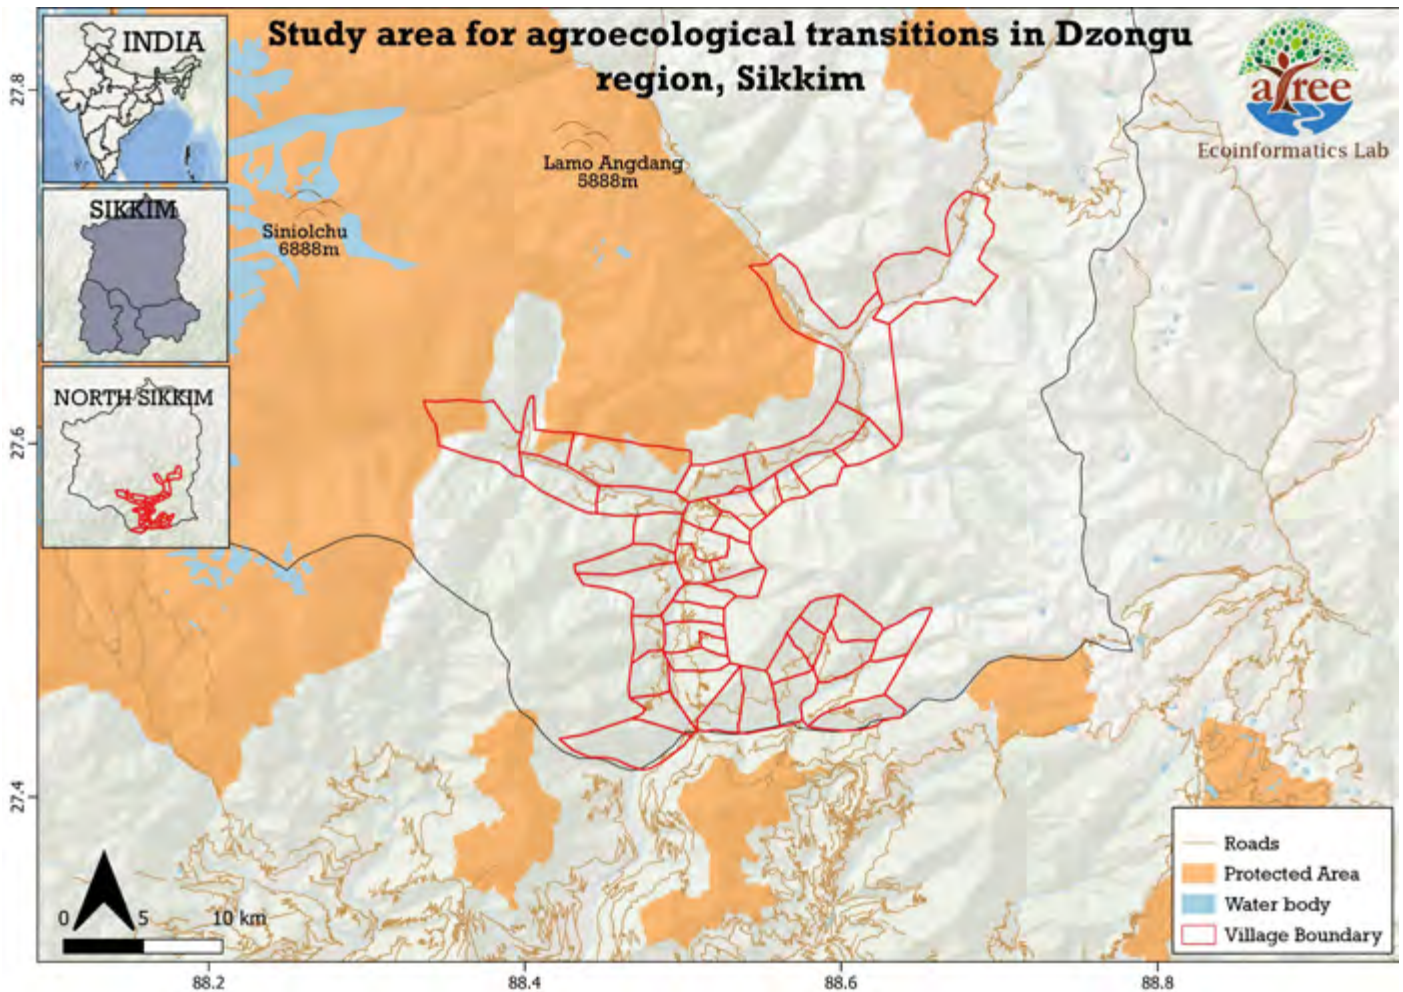 Study area for agroecological transitions in Dzongu
region, Sikkim
INDIA
SIKKIM
NORTH SIKKIM
atree
Ecoinformatics Lab
Lamo Angdang
5888m
Siniolchu
6888m
27.8
27.6
27.4
88.2
88.4
88.6
88.8
0 5 10 km
Roads
Protected Area
Water body
Village Boundary